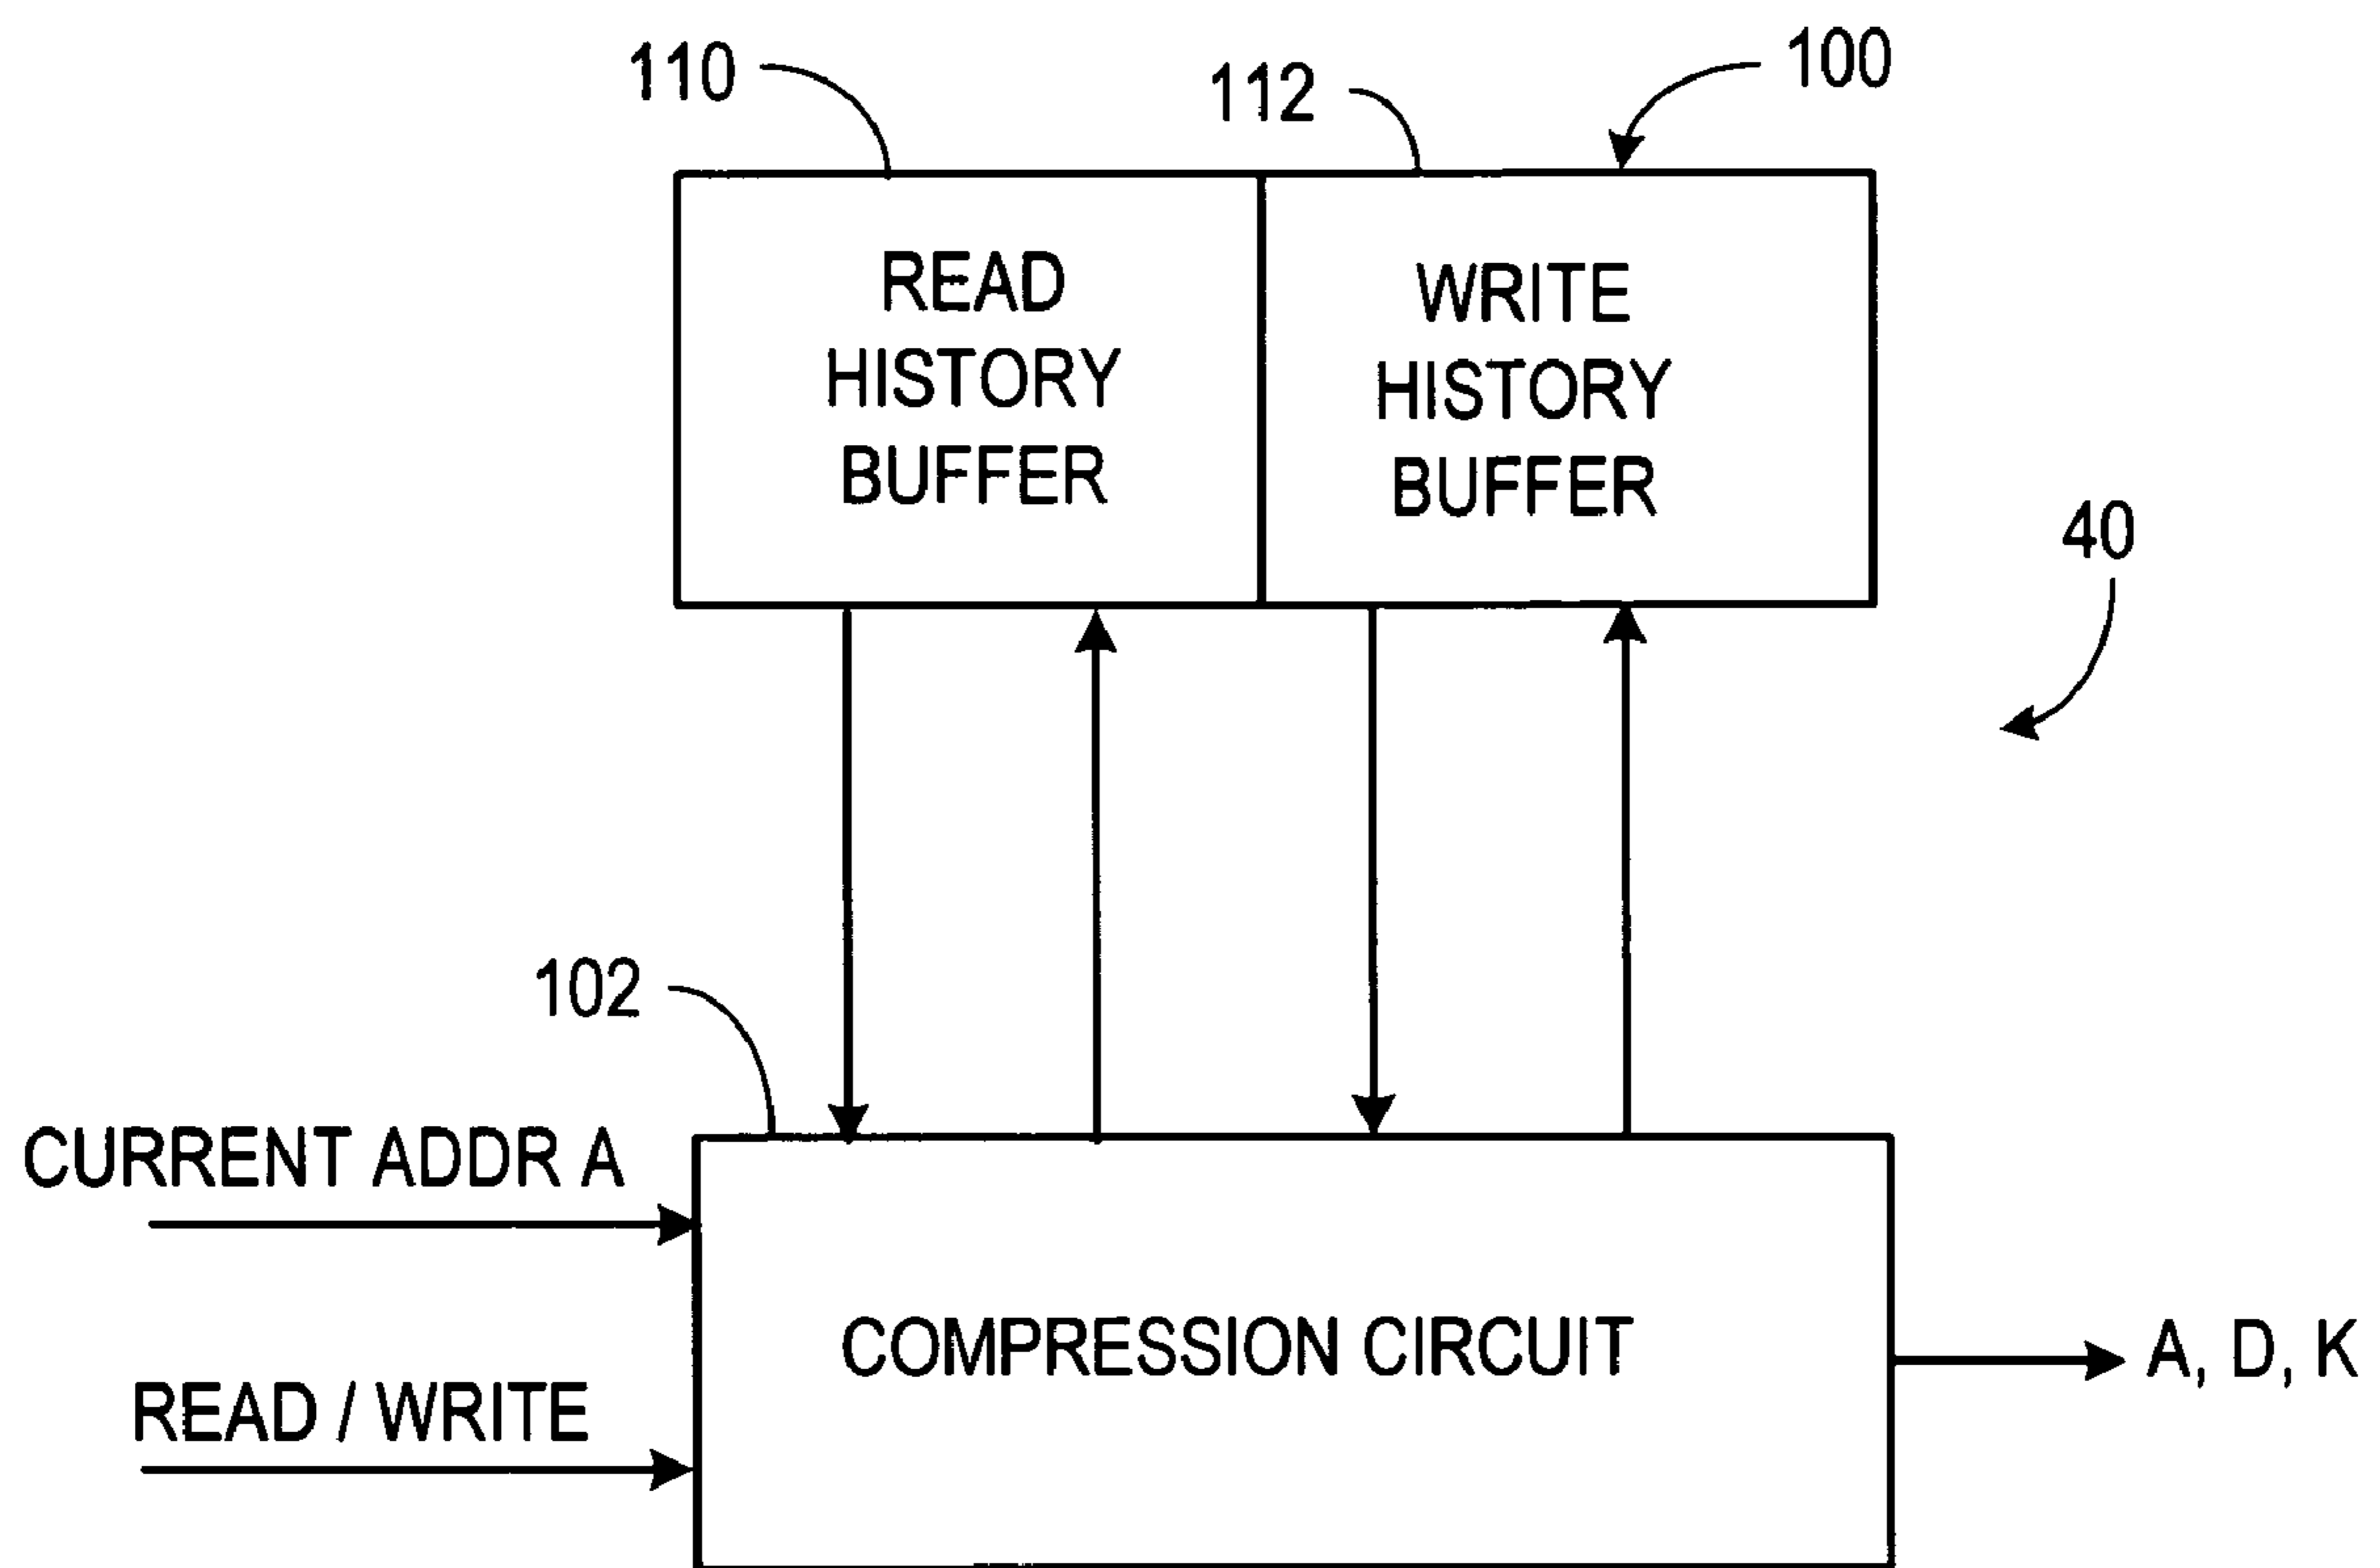 110
112
100
READ
HISTORY
BUFFER
WRITE
HISTORY
BUFFER
40
102
CURRENT ADDR A
READ / WRITE
COMPRESSION CIRCUIT
A, D, K